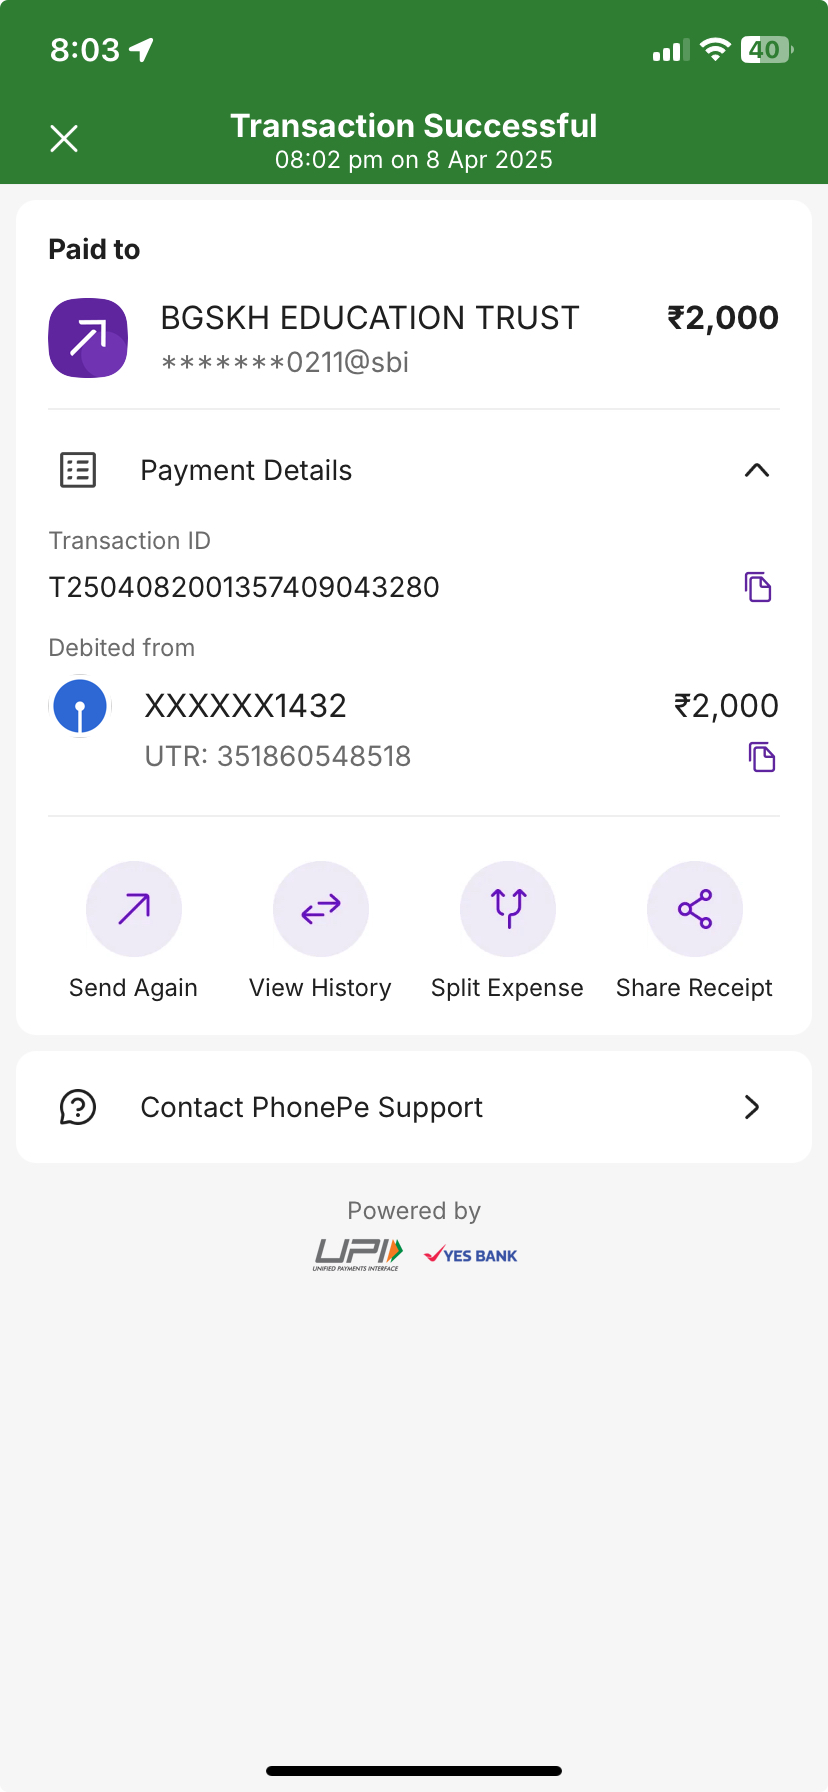 8:03
40
Transaction Successful
08:02 pm on 8 Apr 2025
Paid to
BGSKH EDUCATION TRUST ₹2,000
*******0211@sbi
Payment Details
Transaction ID
T2504082001357409043280
Debited from
XXXXXX1432 ₹2,000
UTR: 351860548518
Send Again View History Split Expense Share Receipt
Contact PhonePe Support
Powered by
UPI YES BANK
UNIFIED PAYMENTS INTERFACE